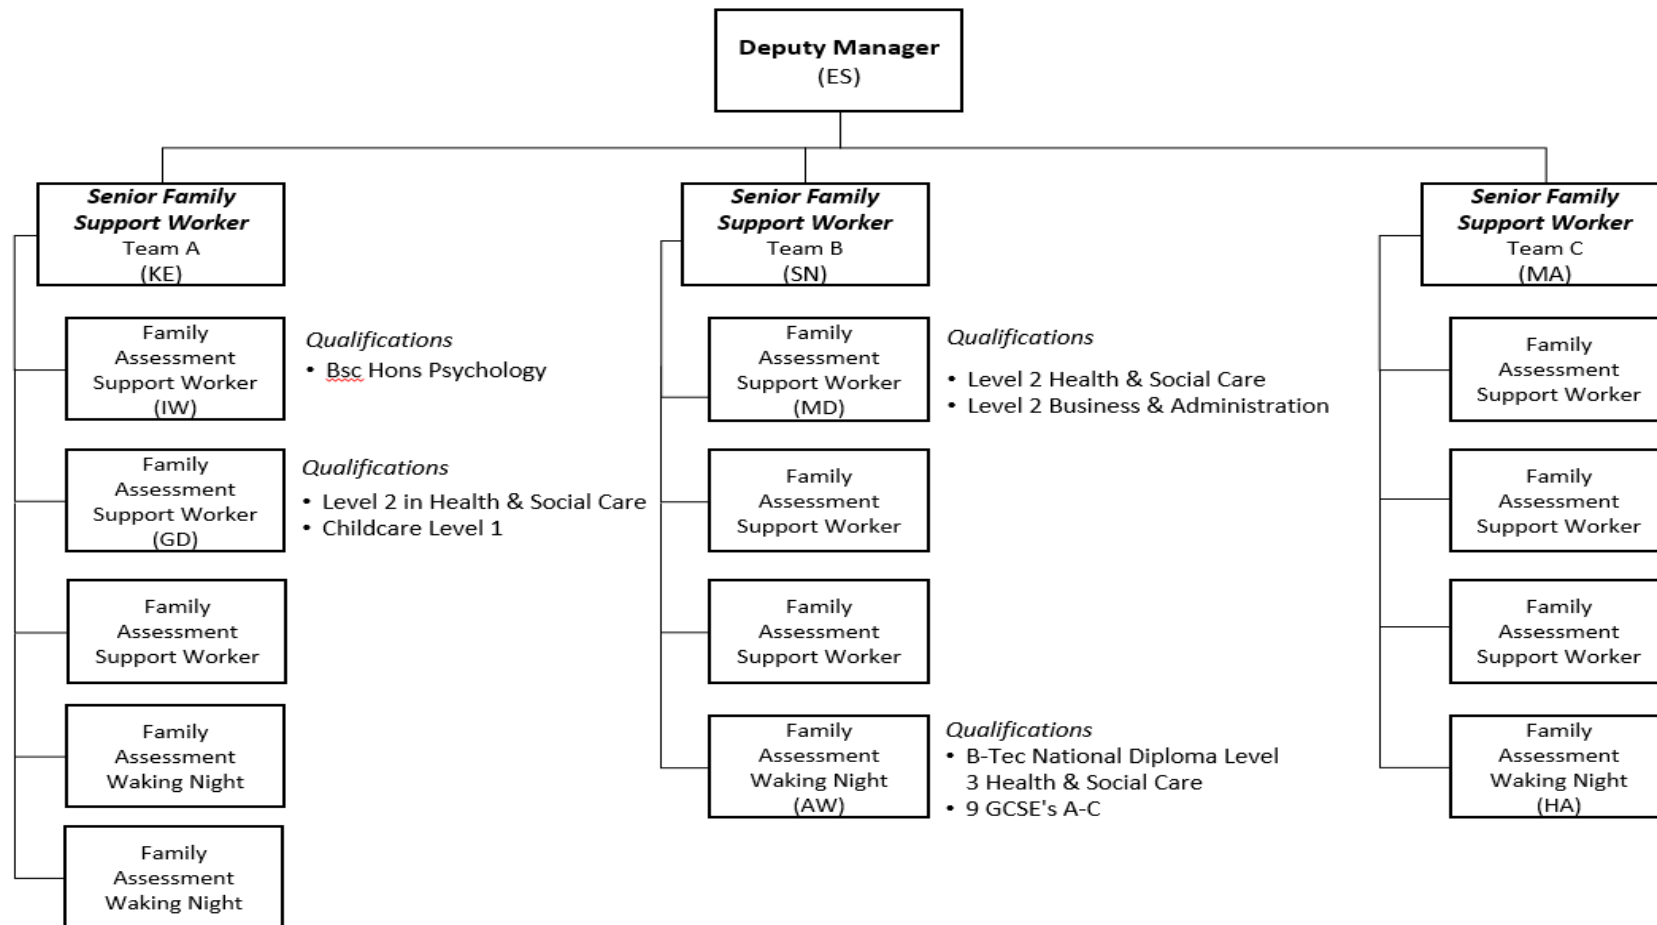 Deputy Manager
(ES)
Senior Family
Support Worker
Team A
(KE)
Family
Assessment
Support Worker
(IW)
Qualifications
• Bsc Hons Psychology
Family
Assessment
Support Worker
(GD)
Qualifications
• Level 2 in Health & Social Care
• Childcare Level 1
Family
Assessment
Support Worker
Family
Assessment
Waking Night
Family
Assessment
Waking Night
Senior Family
Support Worker
Team B
(SN)
Family
Assessment
Support Worker
(MD)
Qualifications
• Level 2 Health & Social Care
• Level 2 Business & Administration
Family
Assessment
Support Worker
Family
Assessment
Support Worker
Family
Assessment
Waking Night
(AW)
Qualifications
• B-Tec National Diploma Level
3 Health & Social Care
• 9 GCSE's A-C
Senior Family
Support Worker
Team C
(MA)
Family
Assessment
Support Worker
Family
Assessment
Support Worker
Family
Assessment
Support Worker
Family
Assessment
Waking Night
(HA)